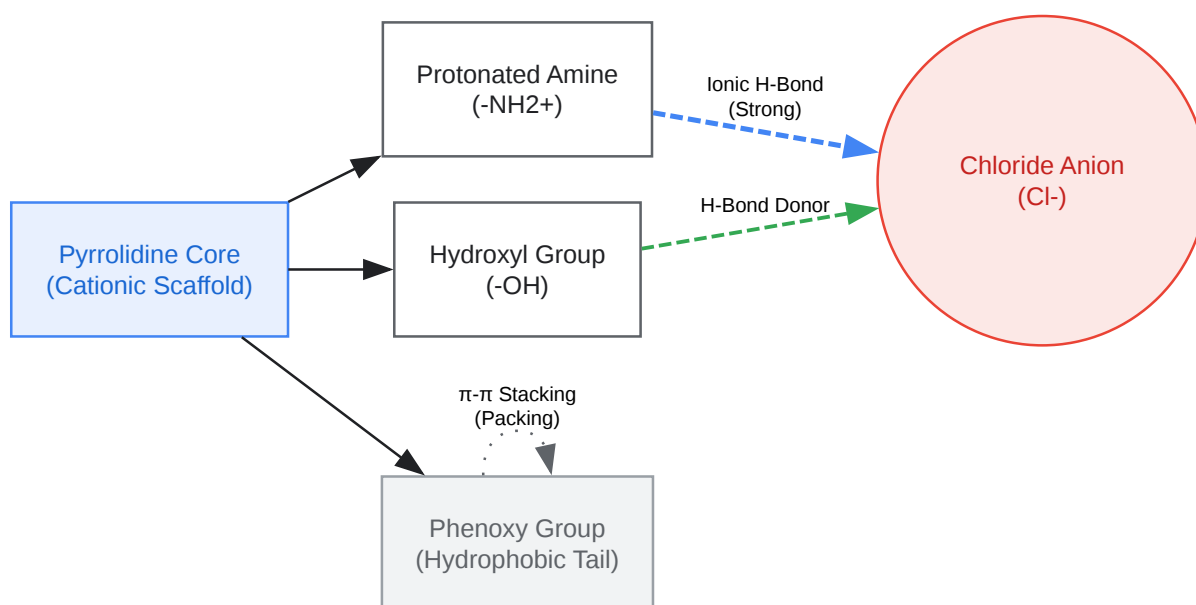 Protonated Amine
(-NH2+)
Ionic H-Bond
(Strong)
Chloride Anion
(Cl-)
H-Bond Donor
Pyrrolidine Core
(Cationic Scaffold)
Hydroxyl Group
(-OH)
π-π Stacking
(Packing)
Phenoxy Group
(Hydrophobic Tail)